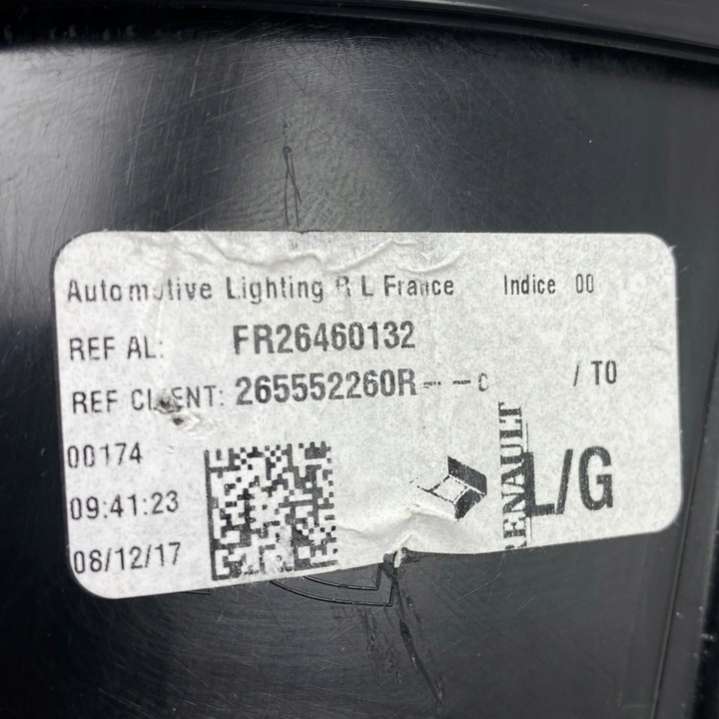 Automotive Lighting R L France Indice 00
REF AL: FR26460132
REF CLIENT: 265552260R-- --C / TO
00174
09:41:23
08/12/17
RENAULT
L/G